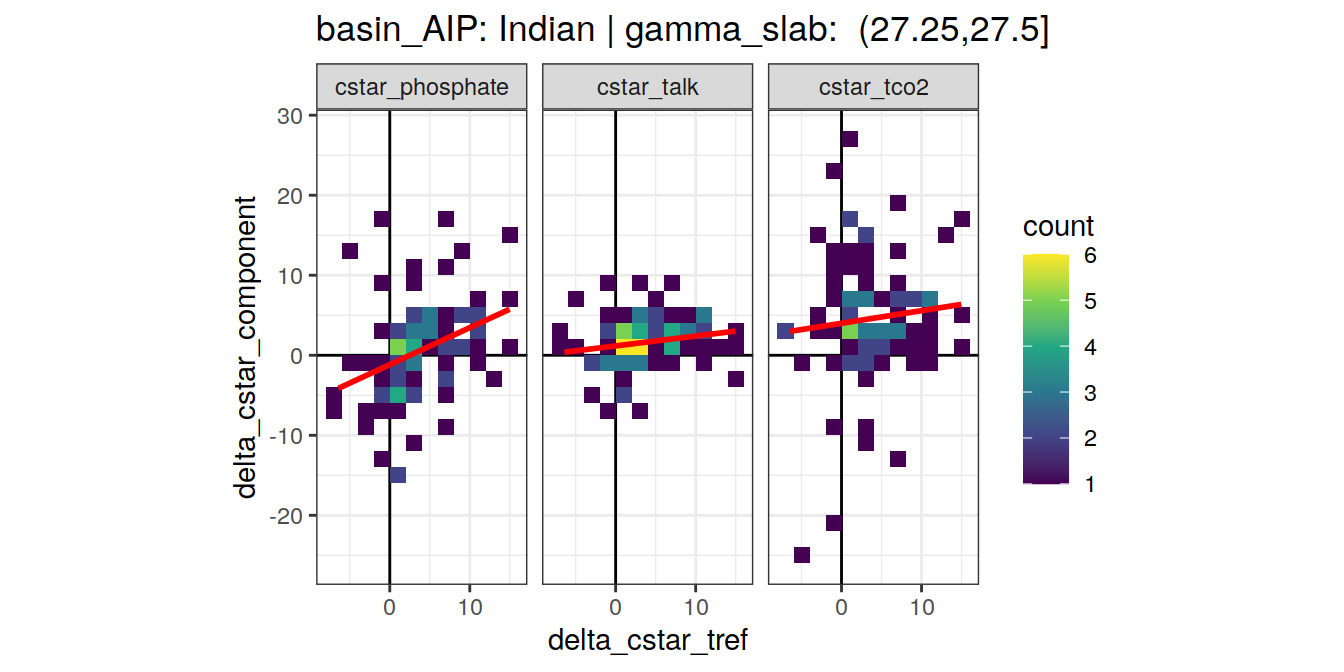 basin_AIP: Indian | gamma_slab:  (27.25,27.5]
cstar_phosphate
cstar_talk
cstar_tco2
30
20
10
0
-10
-20
delta_cstar_component
0
10
0
10
0
10
delta_cstar_tref
count
6
5
4
3
2
1